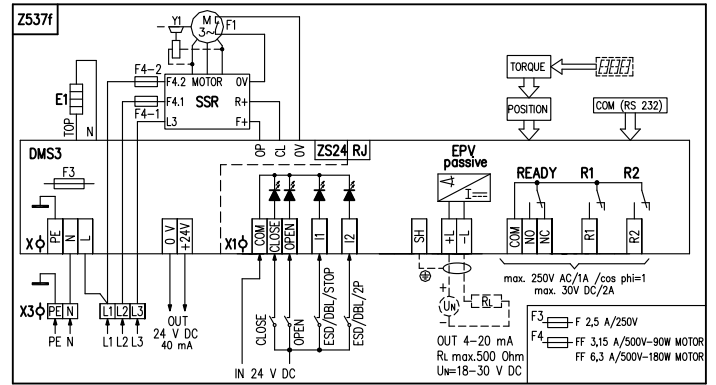 Z537f
Y1
M
3~
F1
F4-2
F4.2 MOTOR 0V
E1
F4.1 SSR R+
F4-1
L3 F+
TOP
N
OP
CL
0V
TORQUE
POSITION
COM (RS 232)
DMS3
ZS24 RJ
EPV
passive
F3
I
READY R1 R2
X
PE
N
L
0 V
+24V
X1
COM
CLOSE
OPEN
I1
I2
SH
+L
-L
COM
NO
NC
R1
R2
max. 250V AC/1A /cos phi=1
max. 30V DC/2A
X3
PE N L1 L2 L3
PE N L1 L2 L3
OUT
24 V DC
40 mA
CLOSE
OPEN
ESD/DBL/STOP
ESD/DBL/2P
IN 24 V DC
+
UN
−
RL
OUT 4-20 mA
RL max.500 Ohm
UN=18-30 V DC
F3 F 2,5 A/250V
F4 FF 3,15 A/500V-90W MOTOR
FF 6,3 A/500V-180W MOTOR